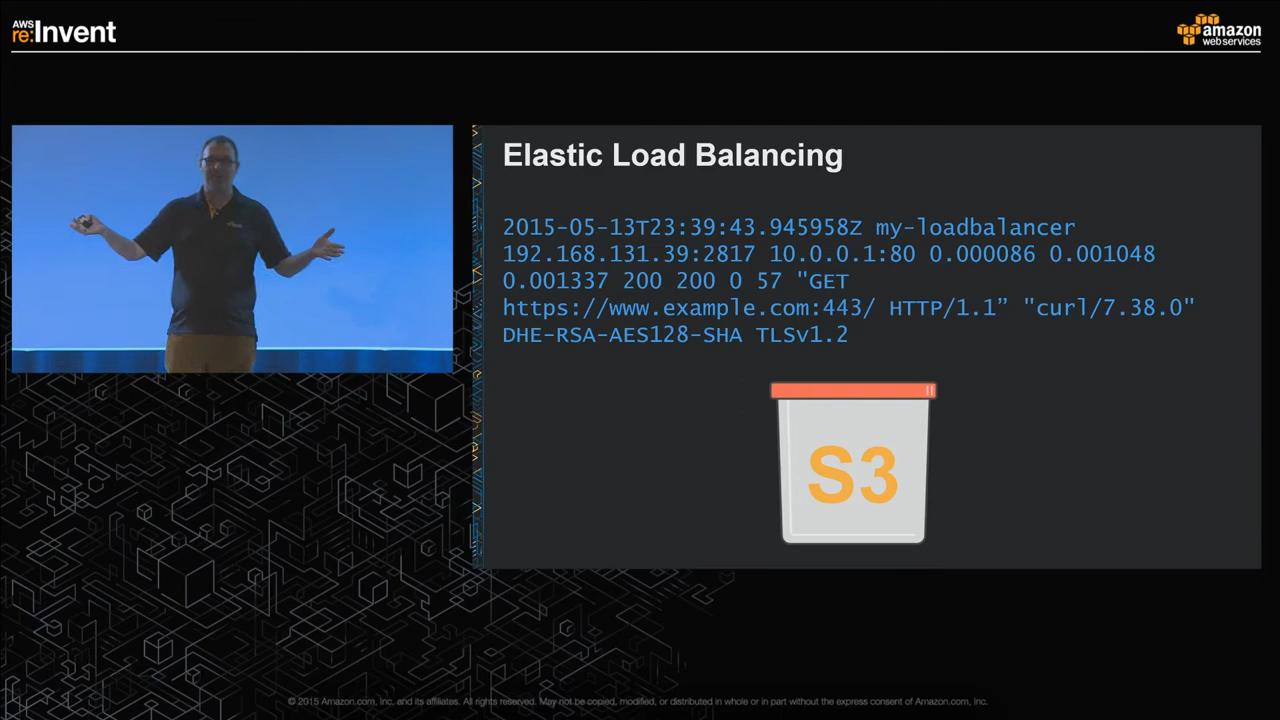 AWS
re:Invent
amazon
web services
Elastic Load Balancing
2015-05-13T23:39:43.945958Z my-loadbalancer
192.168.131.39:2817 10.0.0.1:80 0.000086 0.001048
0.001337 200 200 0 57 "GET
https://www.example.com:443/ HTTP/1.1” "curl/7.38.0"
DHE-RSA-AES128-SHA TLSv1.2
S3
© 2015 Amazon.com, Inc. and its affiliates. All rights reserved. May not be copied, modified, or distributed in whole or in part without the express consent of Amazon.com, Inc.